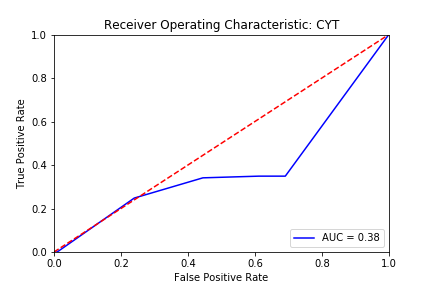 Receiver Operating Characteristic: CYT
1.0
0.8
0.6
0.4
0.2
0.0
True Positive Rate
AUC = 0.38
0.0 0.2 0.4 0.6 0.8 1.0
False Positive Rate